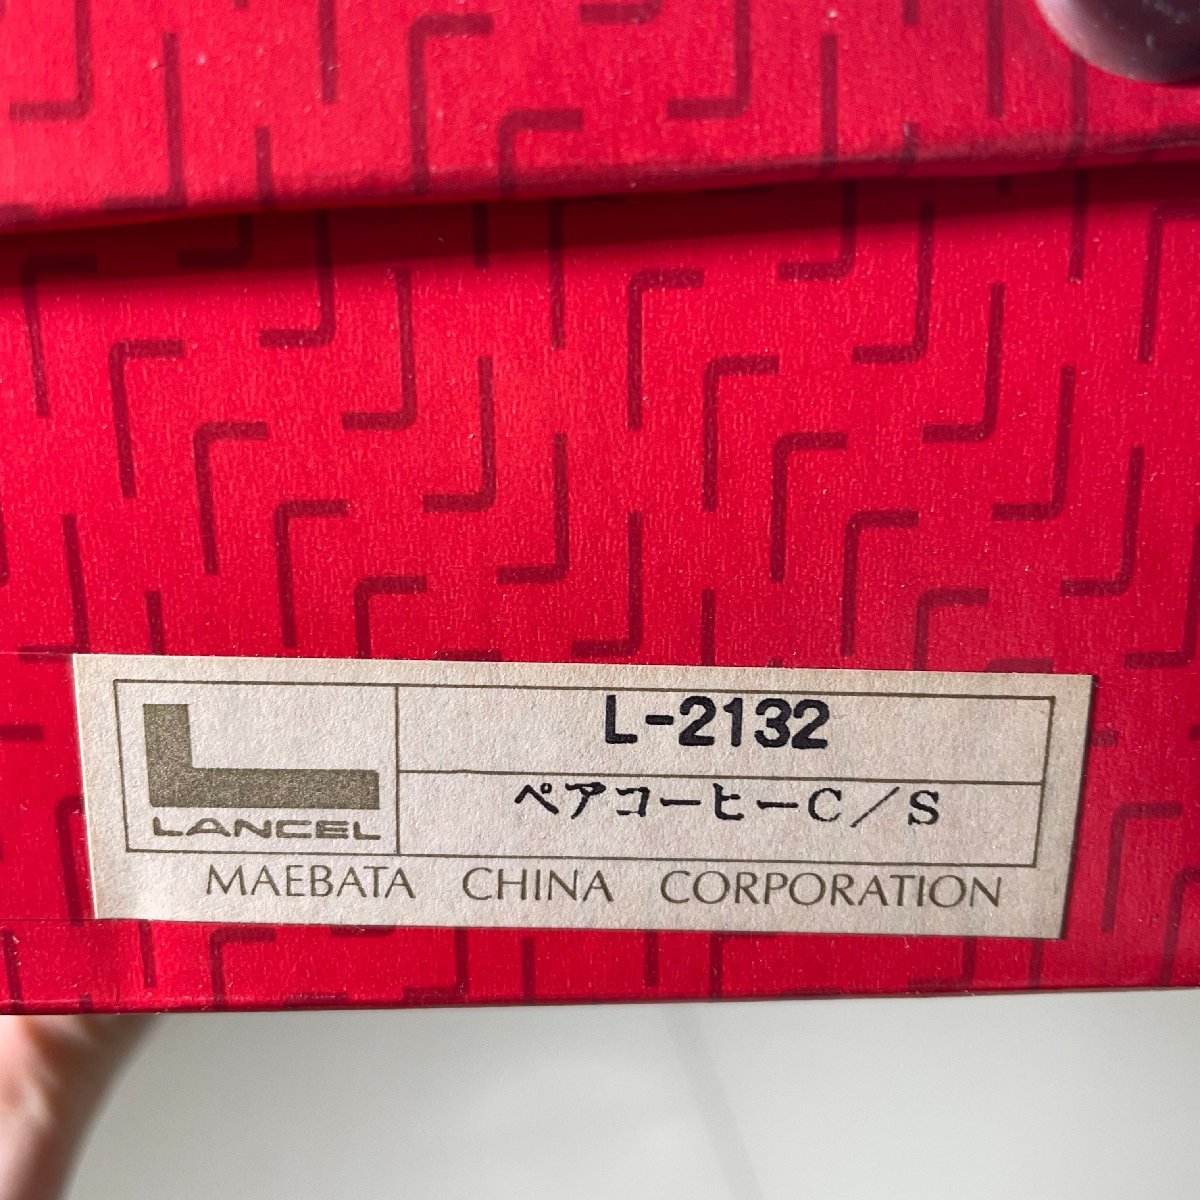 L-2132
ペアコーヒーC/S
LANCEL
MAEBATA CHINA CORPORATION